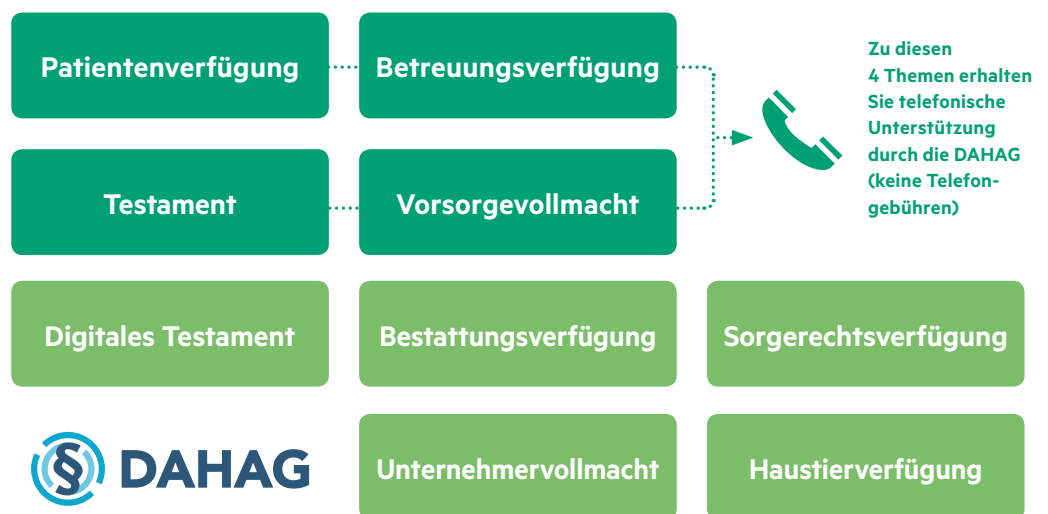 Patientenverfügung
Betreuungsverfügung
Zu diesen
4 Themen erhalten
Sie telefonische
Unterstützung
durch die DAHAG
(keine Telefon-
gebühren)
Testament
Vorsorgevollmacht
Digitales Testament
Bestattungsverfügung
Sorgerechtsverfügung
§ DAHAG
Unternehmervollmacht
Haustierverfügung